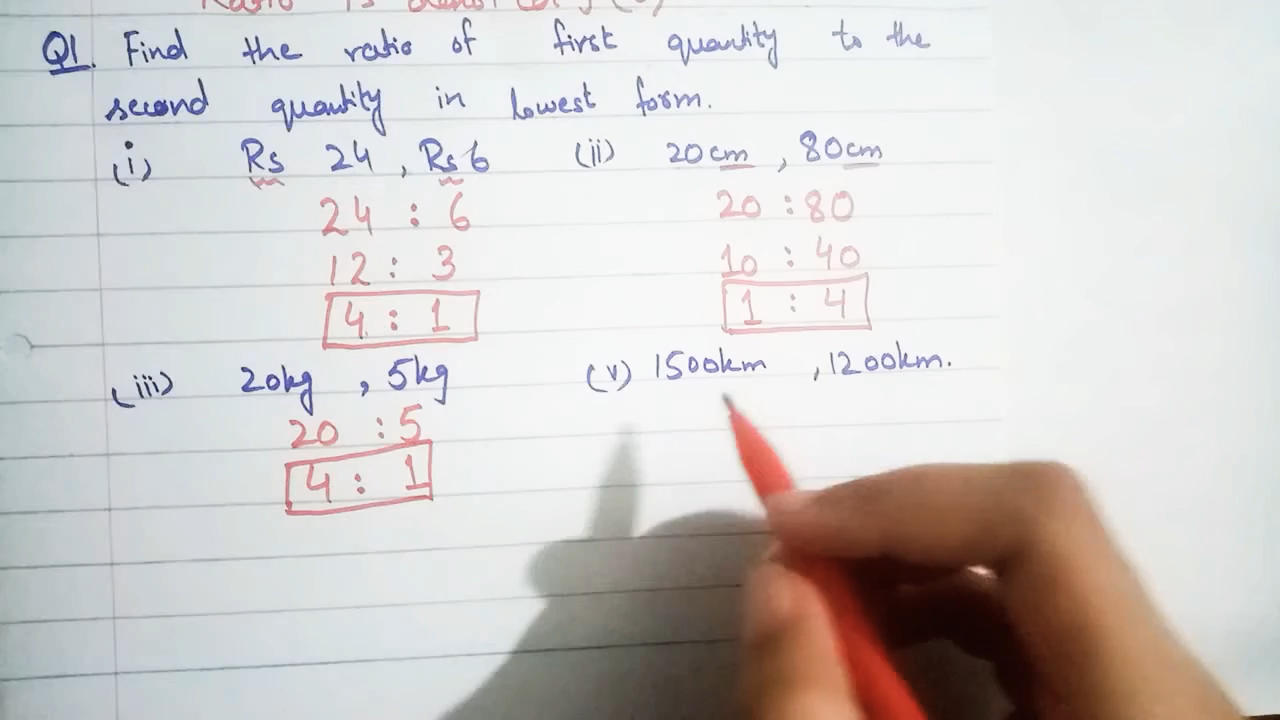 Ratio is
Q1. Find the ratio of first quantity to the
second quantity in lowest form.
(i) Rs 24 , Rs 6 (ii) 20cm , 80cm
24 : 6 20 : 80
12 : 3 10 : 40
4 : 1 1 : 4
(iii) 20kg , 5kg (v) 1500km , 1200km.
20 : 5
4 : 1